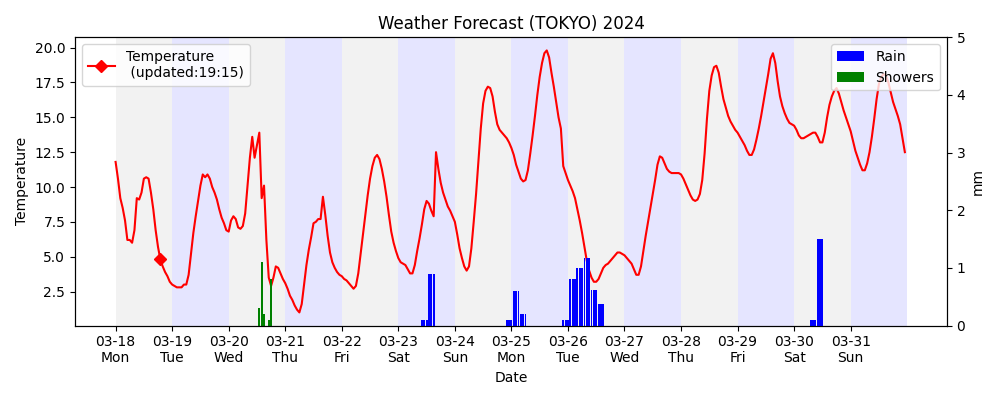 Weather Forecast (TOKYO) 2024
Temperature
(updated:19:15)
Rain
Showers
20.0
17.5
15.0
12.5
10.0
7.5
5.0
2.5
Temperature
5
4
3
2
1
0
mm
03-18 03-19 03-20 03-21 03-22 03-23 03-24 03-25 03-26 03-27 03-28 03-29 03-30 03-31
Mon Tue Wed Thu Fri Sat Sun Mon Tue Wed Thu Fri Sat Sun
Date